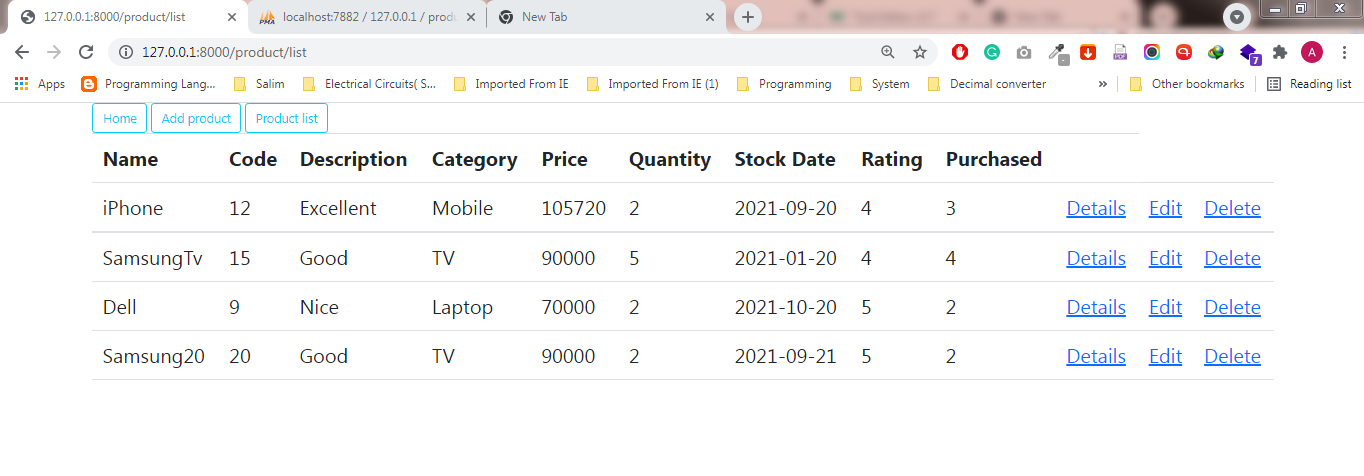 127.0.0.1:8000/product/list localhost:7882 / 127.0.0.1 / produ New Tab
127.0.0.1:8000/product/list
Apps Programming Lang... Salim Electrical Circuits( S... Imported From IE Imported From IE (1) Programming System Decimal converter » Other bookmarks Reading list
Home Add product Product list
Name Code Description Category Price Quantity Stock Date Rating Purchased
iPhone 12 Excellent Mobile 105720 2 2021-09-20 4 3 Details Edit Delete
SamsungTv 15 Good TV 90000 5 2021-01-20 4 4 Details Edit Delete
Dell 9 Nice Laptop 70000 2 2021-10-20 5 2 Details Edit Delete
Samsung20 20 Good TV 90000 2 2021-09-21 5 2 Details Edit Delete